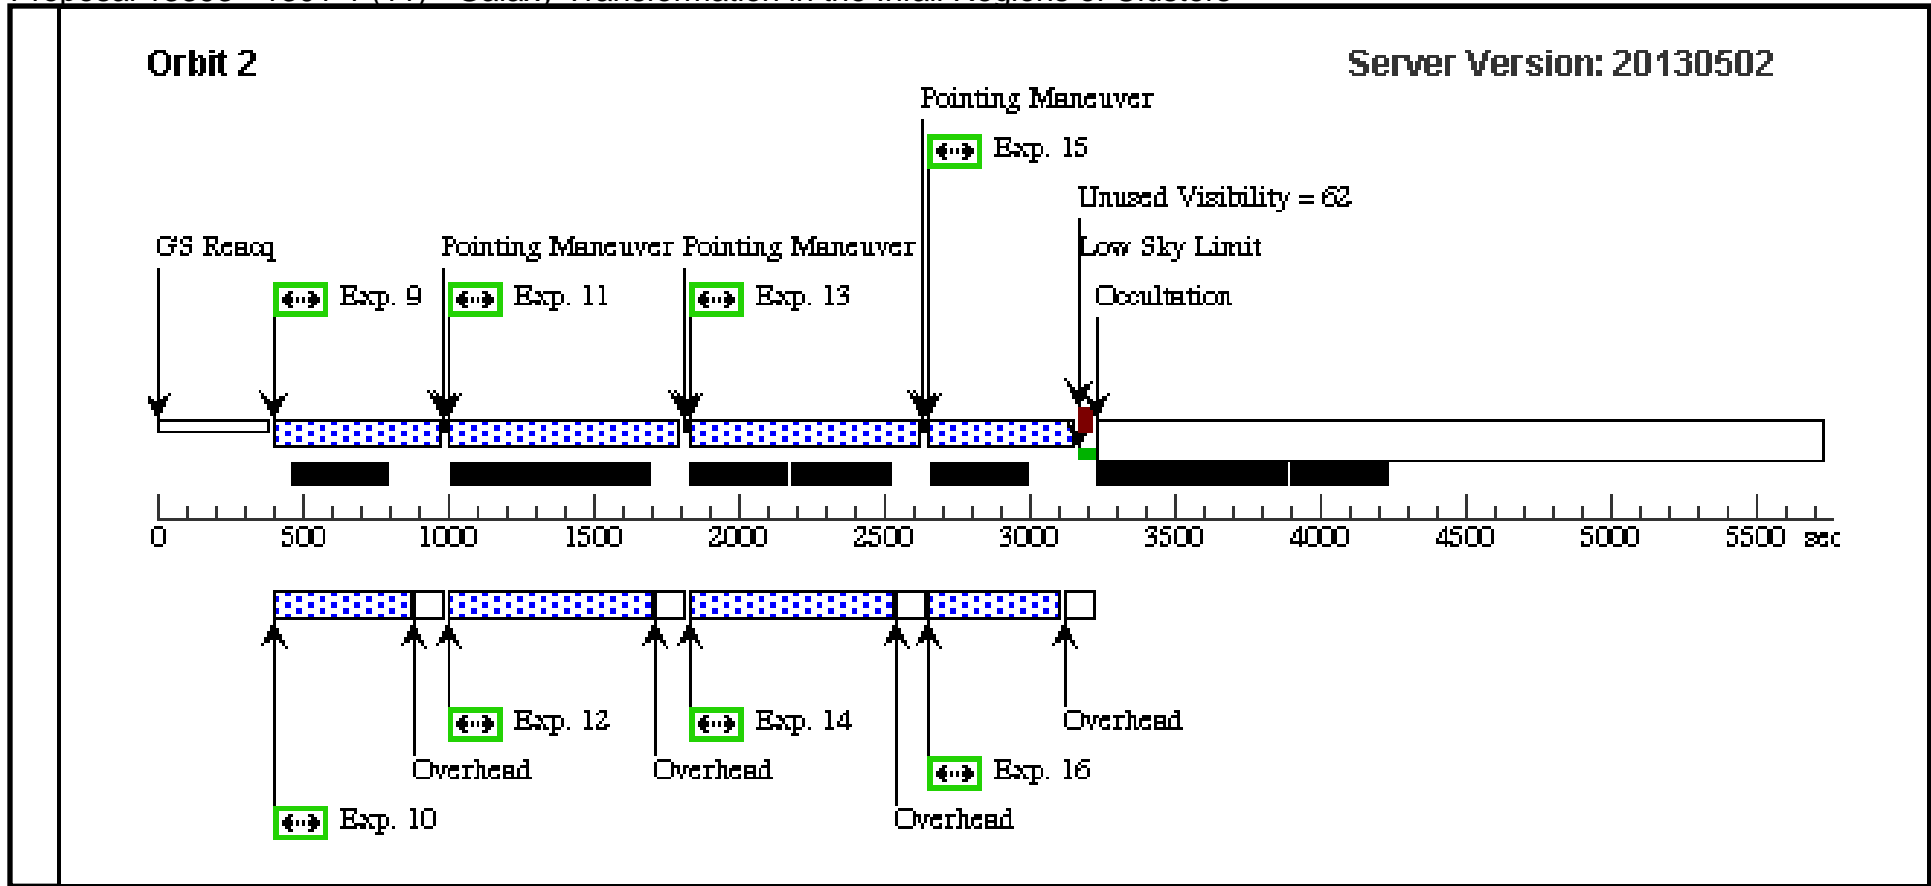 Orbit 2
Server Version: 20130502
Pointing Maneuver
Exp. 15
Unused Visibility = 62
GS Reacq
Pointing Maneuver
Pointing Maneuver
Low Sky Limit
Exp. 9
Exp. 11
Exp. 13
Occultation
0
500
1000
1500
2000
2500
3000
3500
4000
4500
5000
5500
sec
Exp. 12
Exp. 14
Overhead
Overhead
Overhead
Exp. 16
Exp. 10
Overhead